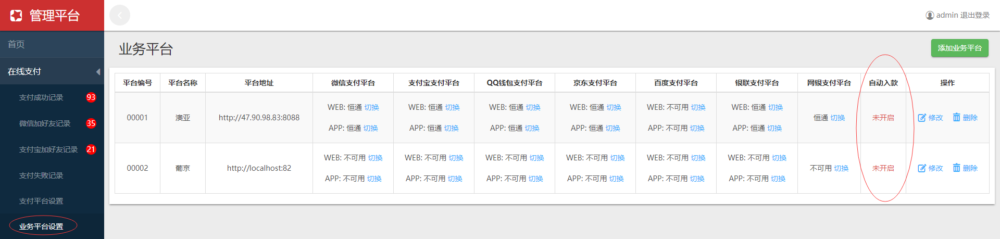 管理平台
admin 退出登录
首页
在线支付
支付成功记录 93
微信加好友记录 35
支付宝加好友记录 21
支付失败记录
支付平台设置
业务平台设置
业务平台
添加业务平台
平台编号 平台名称 平台地址 微信支付平台 支付宝支付平台 QQ钱包支付平台 京东支付平台 百度支付平台 银联支付平台 网银支付平台 自动入款 操作
WEB: 恒通 切换 WEB: 恒通 切换 WEB: 恒通 切换 WEB: 恒通 切换 WEB: 不可用 切换 WEB: 恒通 切换
00001 澳亚 http://47.90.98.83:8088 恒通 切换 未开启 修改 删除
APP: 恒通 切换 APP: 恒通 切换 APP: 恒通 切换 APP: 恒通 切换 APP: 不可用 切换 APP: 恒通 切换
WEB: 不可用 切换 WEB: 不可用 切换 WEB: 不可用 切换 WEB: 不可用 切换 WEB: 不可用 切换 WEB: 不可用 切换
00002 葡京 http://localhost:82 不可用 切换 未开启 修改 删除
APP: 不可用 切换 APP: 不可用 切换 APP: 不可用 切换 APP: 不可用 切换 APP: 不可用 切换 APP: 不可用 切换